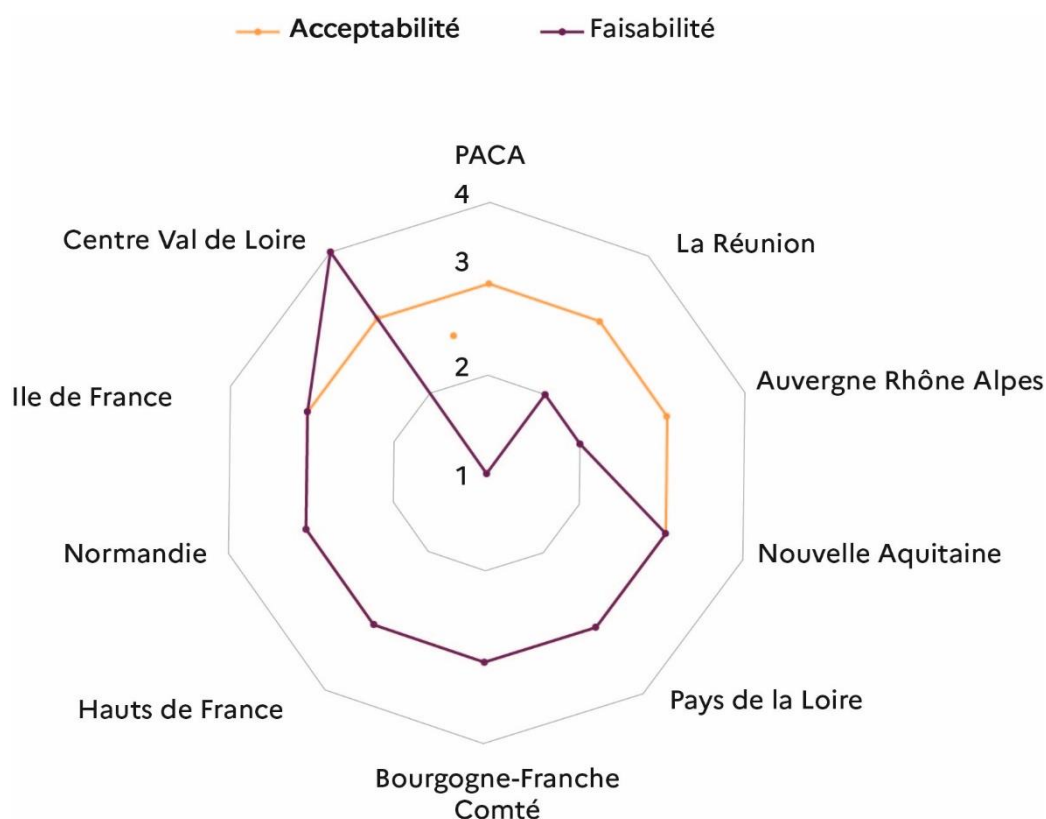 Acceptabilité Faisabilité
PACA
4
Centre Val de Loire
La Réunion
3
2
Ile de France
Auvergne Rhône Alpes
1
Normandie
Nouvelle Aquitaine
Hauts de France
Pays de la Loire
Bourgogne-Franche
Comté